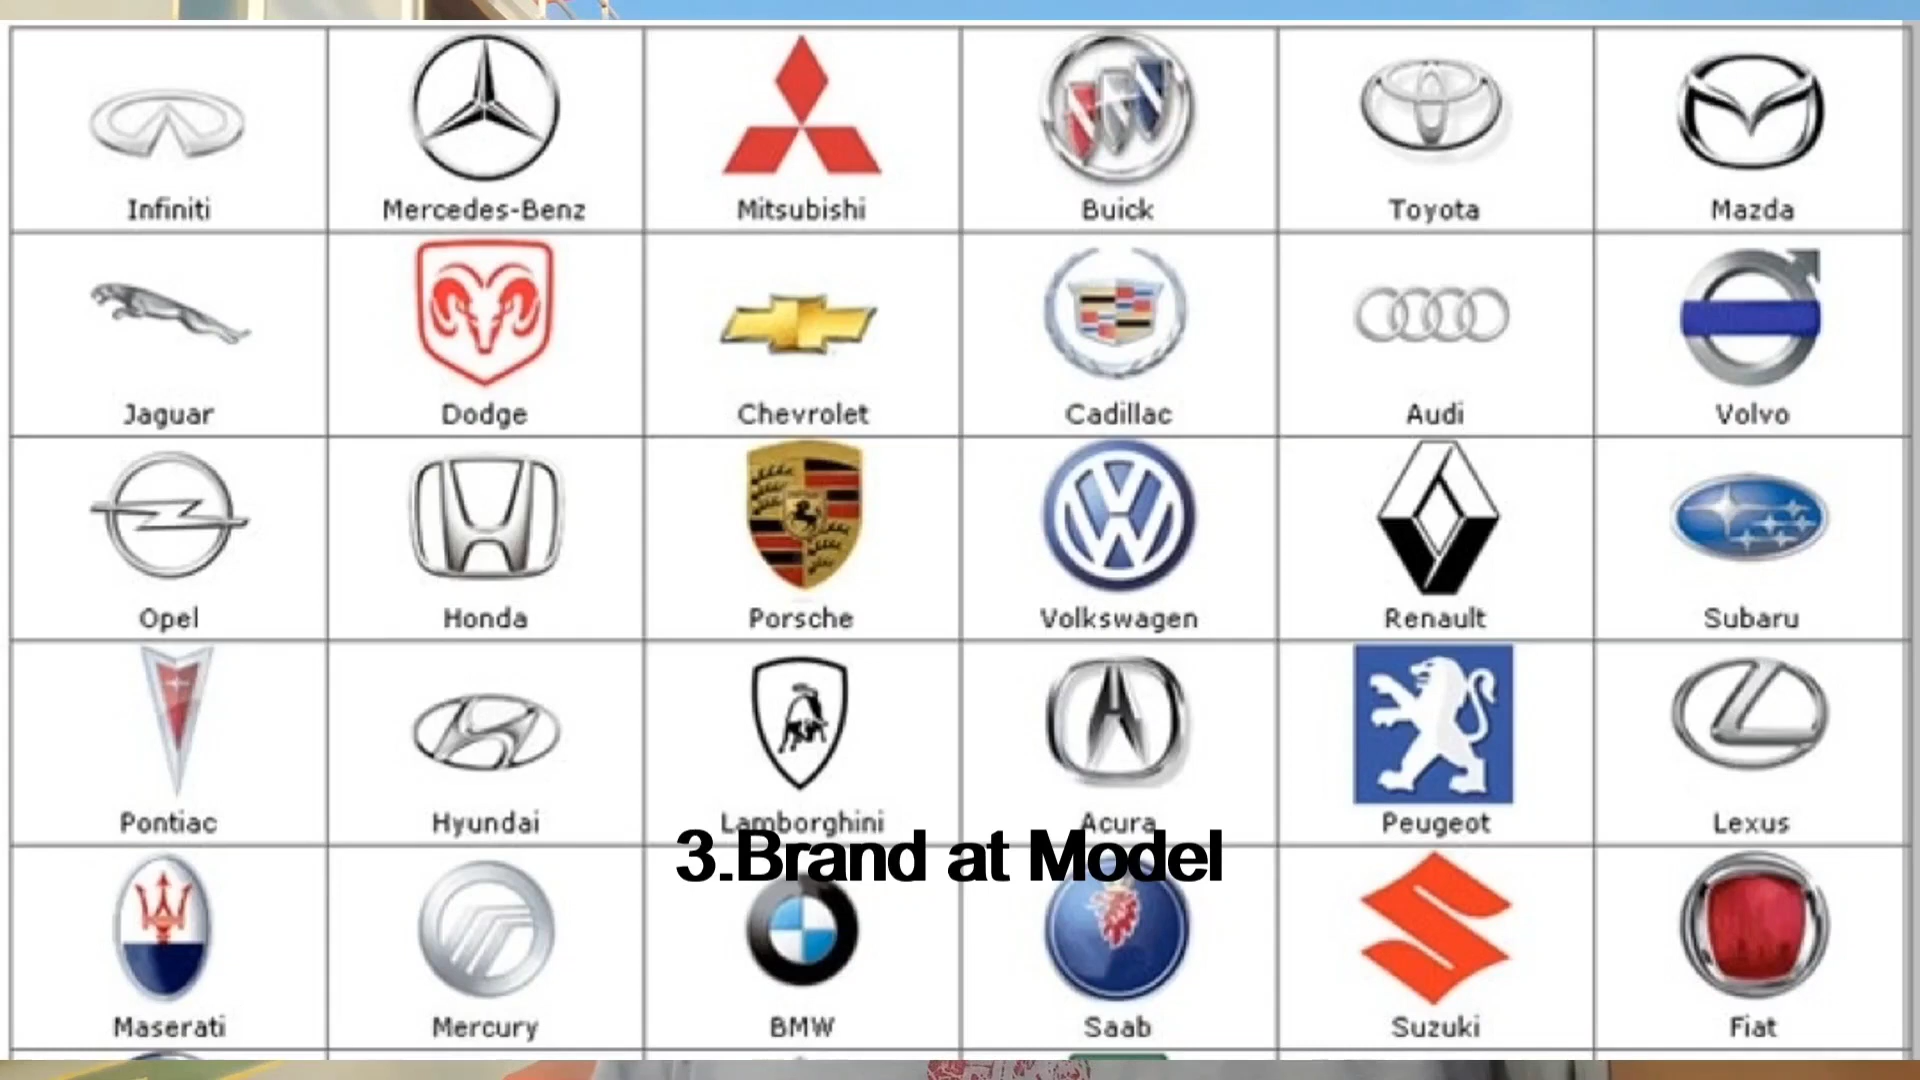 Infiniti Mercedes-Benz Mitsubishi Buick Toyota Mazda
Jaguar Dodge Chevrolet Cadillac Audi Volvo
Opel Honda Porsche Volkswagen Renault Subaru
Pontiac Hyundai Lamborghini Acura Peugeot Lexus
3.Brand at Model
Maserati Mercury BMW Saab Suzuki Fiat